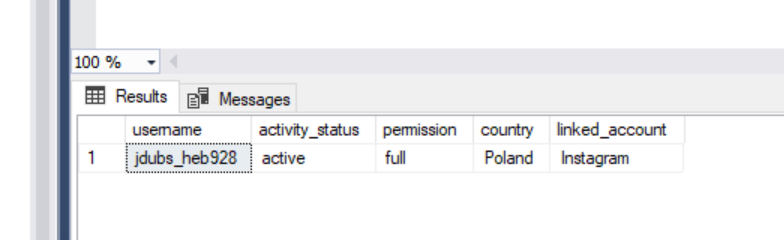 100 %
Results Messages
username activity_status permission country linked_account
1 jdubs_heb928 active full Poland Instagram